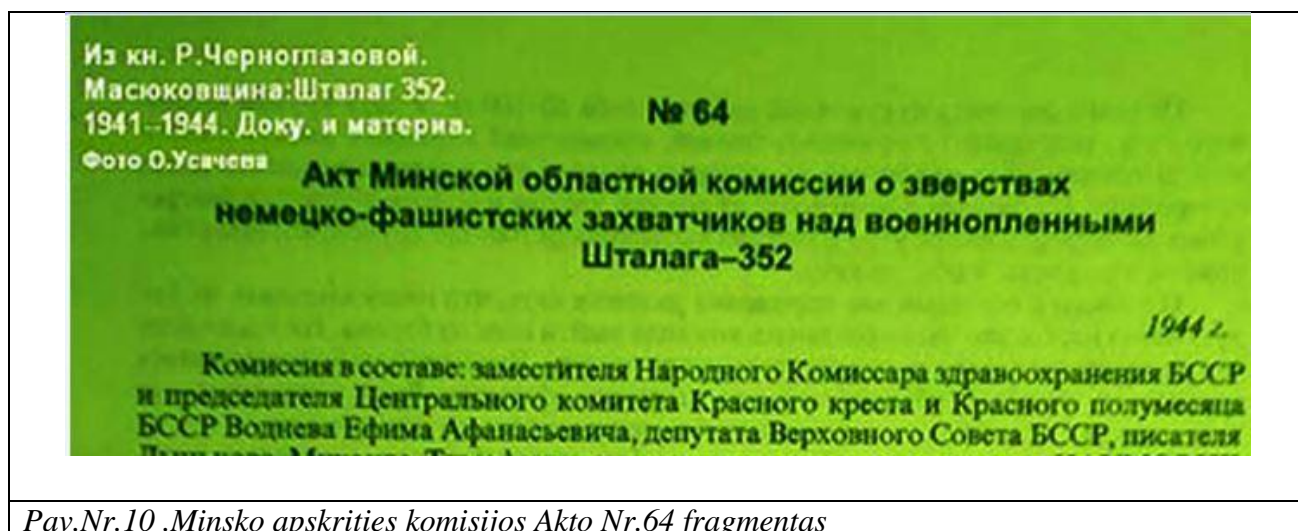 Из кн. Р.Черноглазовой.
Масюковщина:Шталаг 352.
1941–1944. Доку. и материа.
Фото О.Усачева
№ 64
Акт Минской областной комиссии о зверствах
немецко-фашистских захватчиков над военнопленными
Шталага–352
1944 г.
Комиссия в составе: заместителя Народного Комиссара здравоохранения БССР
и председателя Центрального комитета Красного креста и Красного полумесяца
БССР Воднева Ефима Афанасьевича, депутата Верховного Совета БССР, писателя
Pav.Nr.10 .Minsko apskrities komisijos Akto Nr.64 fragmentas